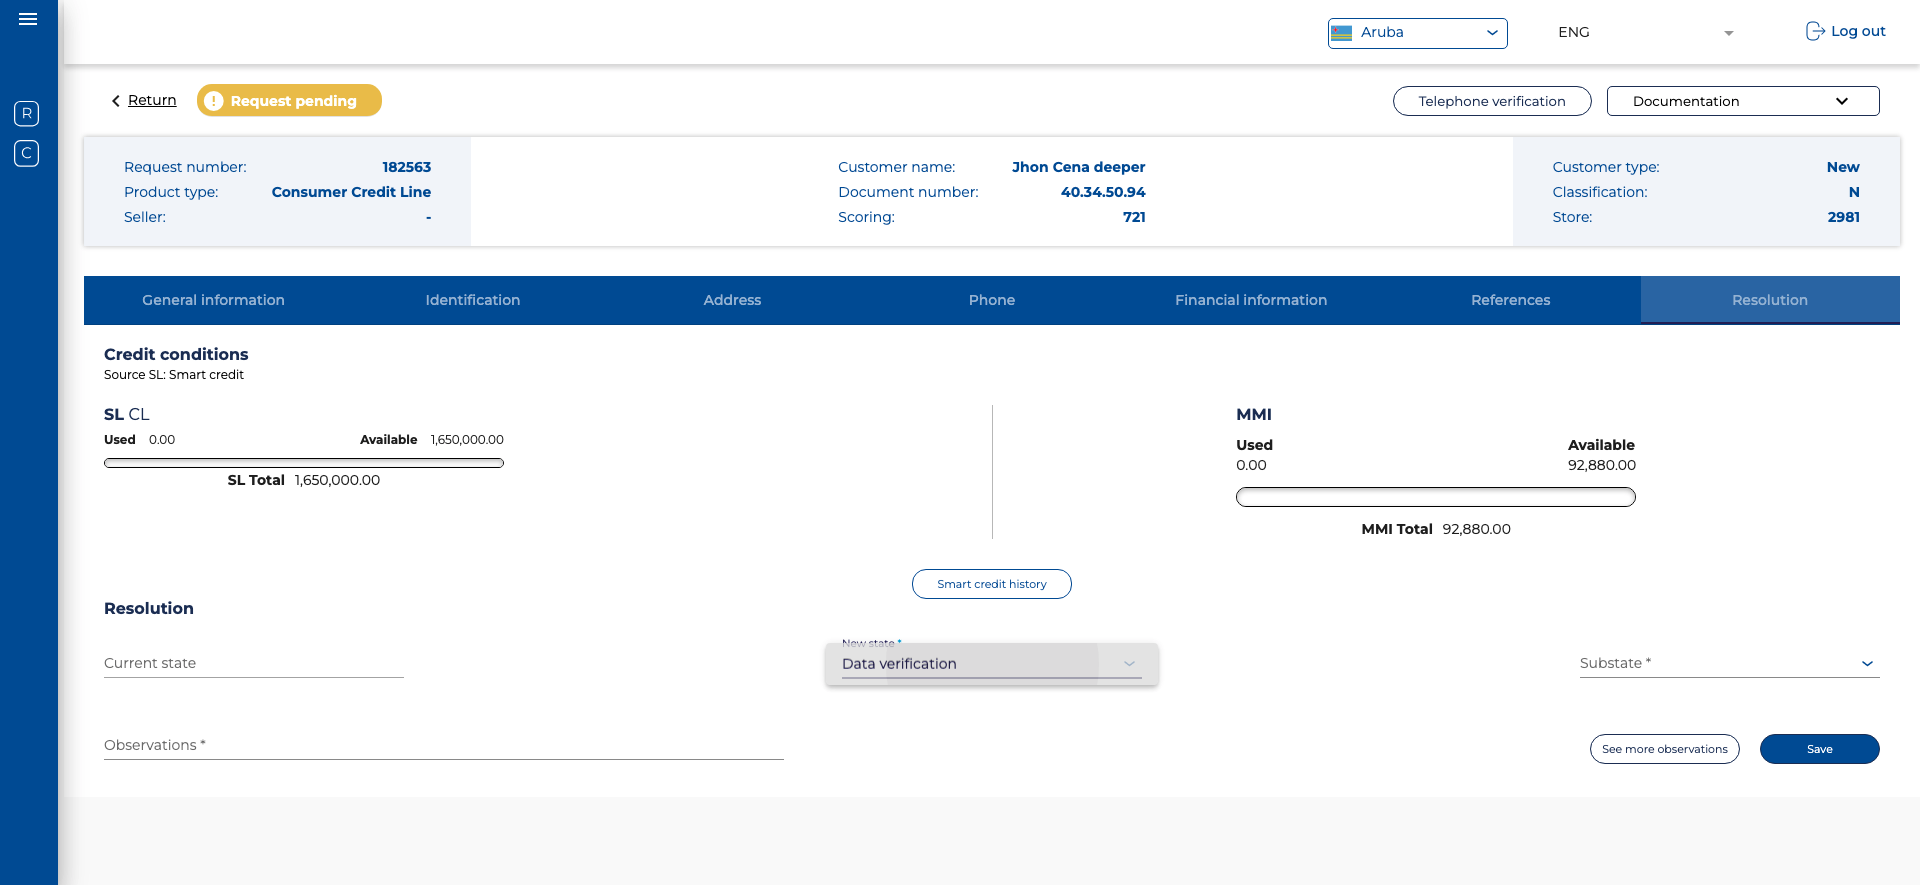 Aruba
ENG
Log out
R
C
Return
! Request pending
Telephone verification
Documentation
Request number: 182563
Product type: Consumer Credit Line
Seller: -
Customer name: Jhon Cena deeper
Document number: 40.34.50.94
Scoring: 721
Customer type: New
Classification: N
Store: 2981
General information
Identification
Address
Phone
Financial information
References
Resolution
Credit conditions
Source SL: Smart credit
SL CL
Used 0.00 Available 1,650,000.00
SL Total 1,650,000.00
MMI
Used Available
0.00 92,880.00
MMI Total 92,880.00
Smart credit history
Resolution
Current state
New state *
Data verification
Substate *
Observations *
See more observations
Save